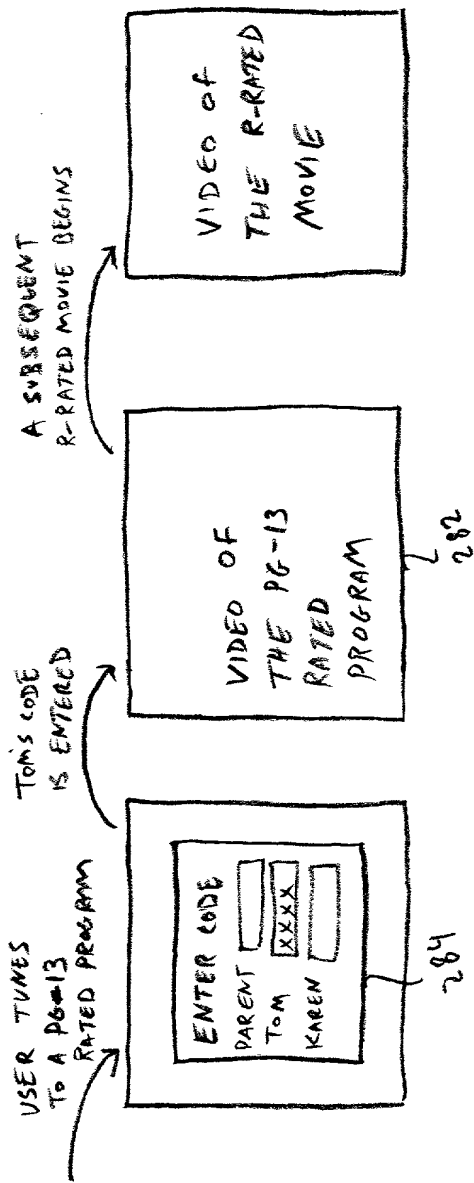 USER TUNES
TO A PG-13
RATED PROGRAM
ENTER CODE
PARENT
TOM XXXX
KAREN
284
TOM'S CODE
IS ENTERED
VIDEO OF
THE PG-13
RATED
PROGRAM
282
A SUBSEQUENT
R-RATED MOVIE BEGINS
VIDEO OF
THE R-RATED
MOVIE